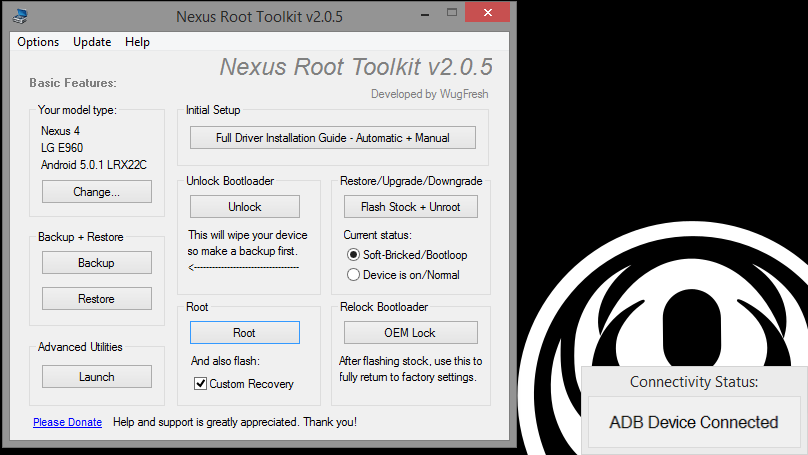 Nexus Root Toolkit v2.0.5
Options Update Help
Nexus Root Toolkit v2.0.5
Developed by WugFresh
Basic Features:
Your model type:
Nexus 4
LG E960
Android 5.0.1 LRX22C
Change...
Initial Setup
Full Driver Installation Guide - Automatic + Manual
Unlock Bootloader
Unlock
This will wipe your device
so make a backup first.
<-----------------------------------
Restore/Upgrade/Downgrade
Flash Stock + Unroot
Current status:
Soft-Bricked/Bootloop
Device is on/Normal
Backup + Restore
Backup
Restore
Root
Root
And also flash:
Custom Recovery
Relock Bootloader
OEM Lock
After flashing stock, use this to
fully return to factory settings.
Advanced Utilities
Launch
Please Donate Help and support is greatly appreciated. Thank you!
Connectivity Status:
ADB Device Connected